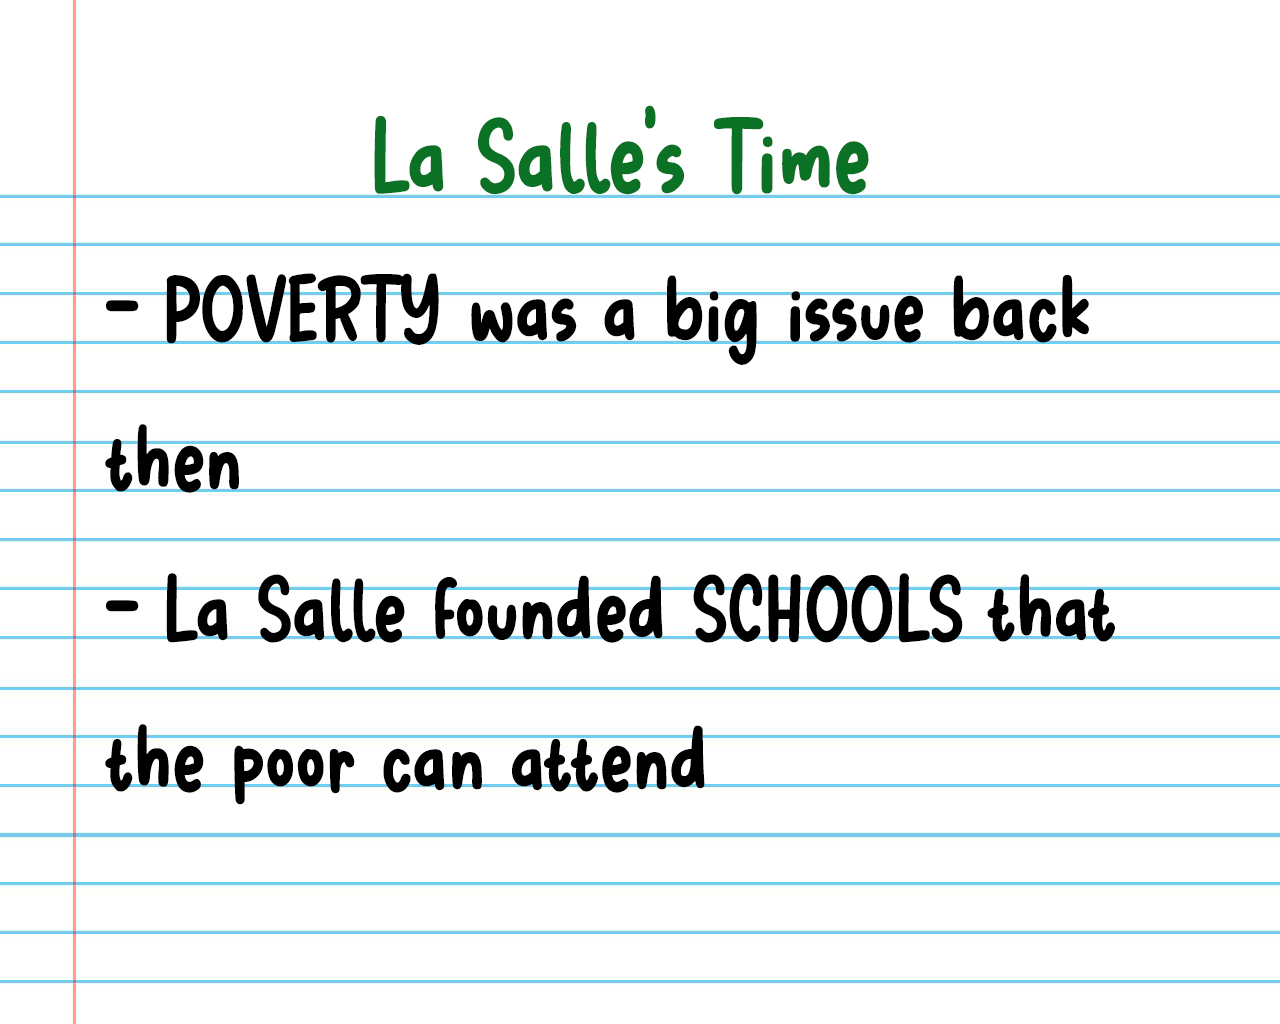 La Salle's Time
- POVERTY was a big issue back
then
- La Salle founded SCHOOLS that
the poor can attend